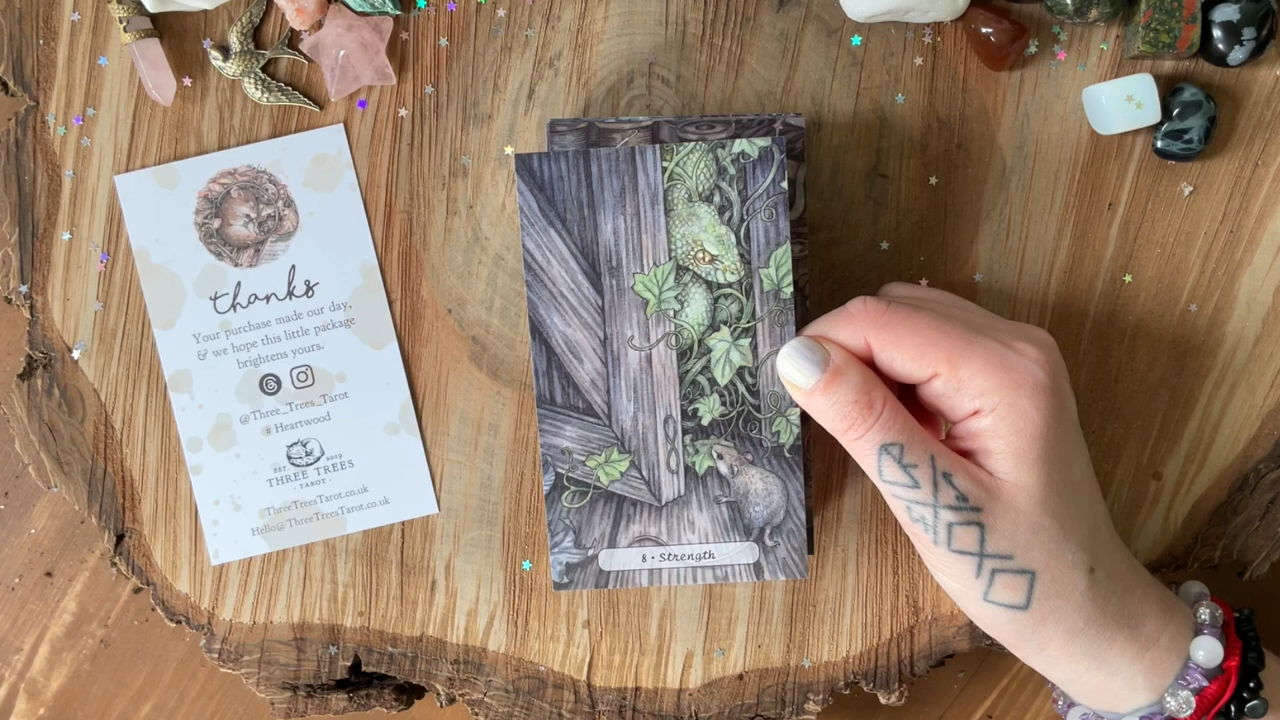 thanks
Your purchase made our day,
& we hope this little package
brightens yours.
@Three_Trees_Tarot
# Heartwood
EST 2019
THREE TREES
· TAROT ·
ThreeTreesTarot.co.uk
Hello@ThreeTreesTarot.co.uk
8 • Strength